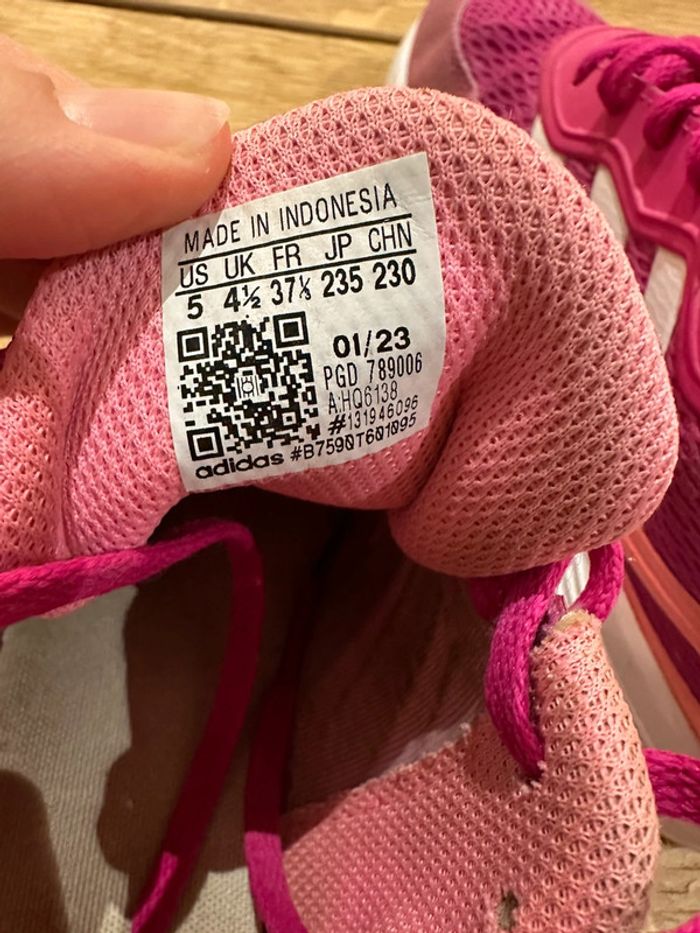 MADE IN INDONESIA
US UK FR JP CHN
5 4½ 37⅓ 235 230
01/23
PGD 789006
A:HQ6138
#131946096
adidas #B7590T601095